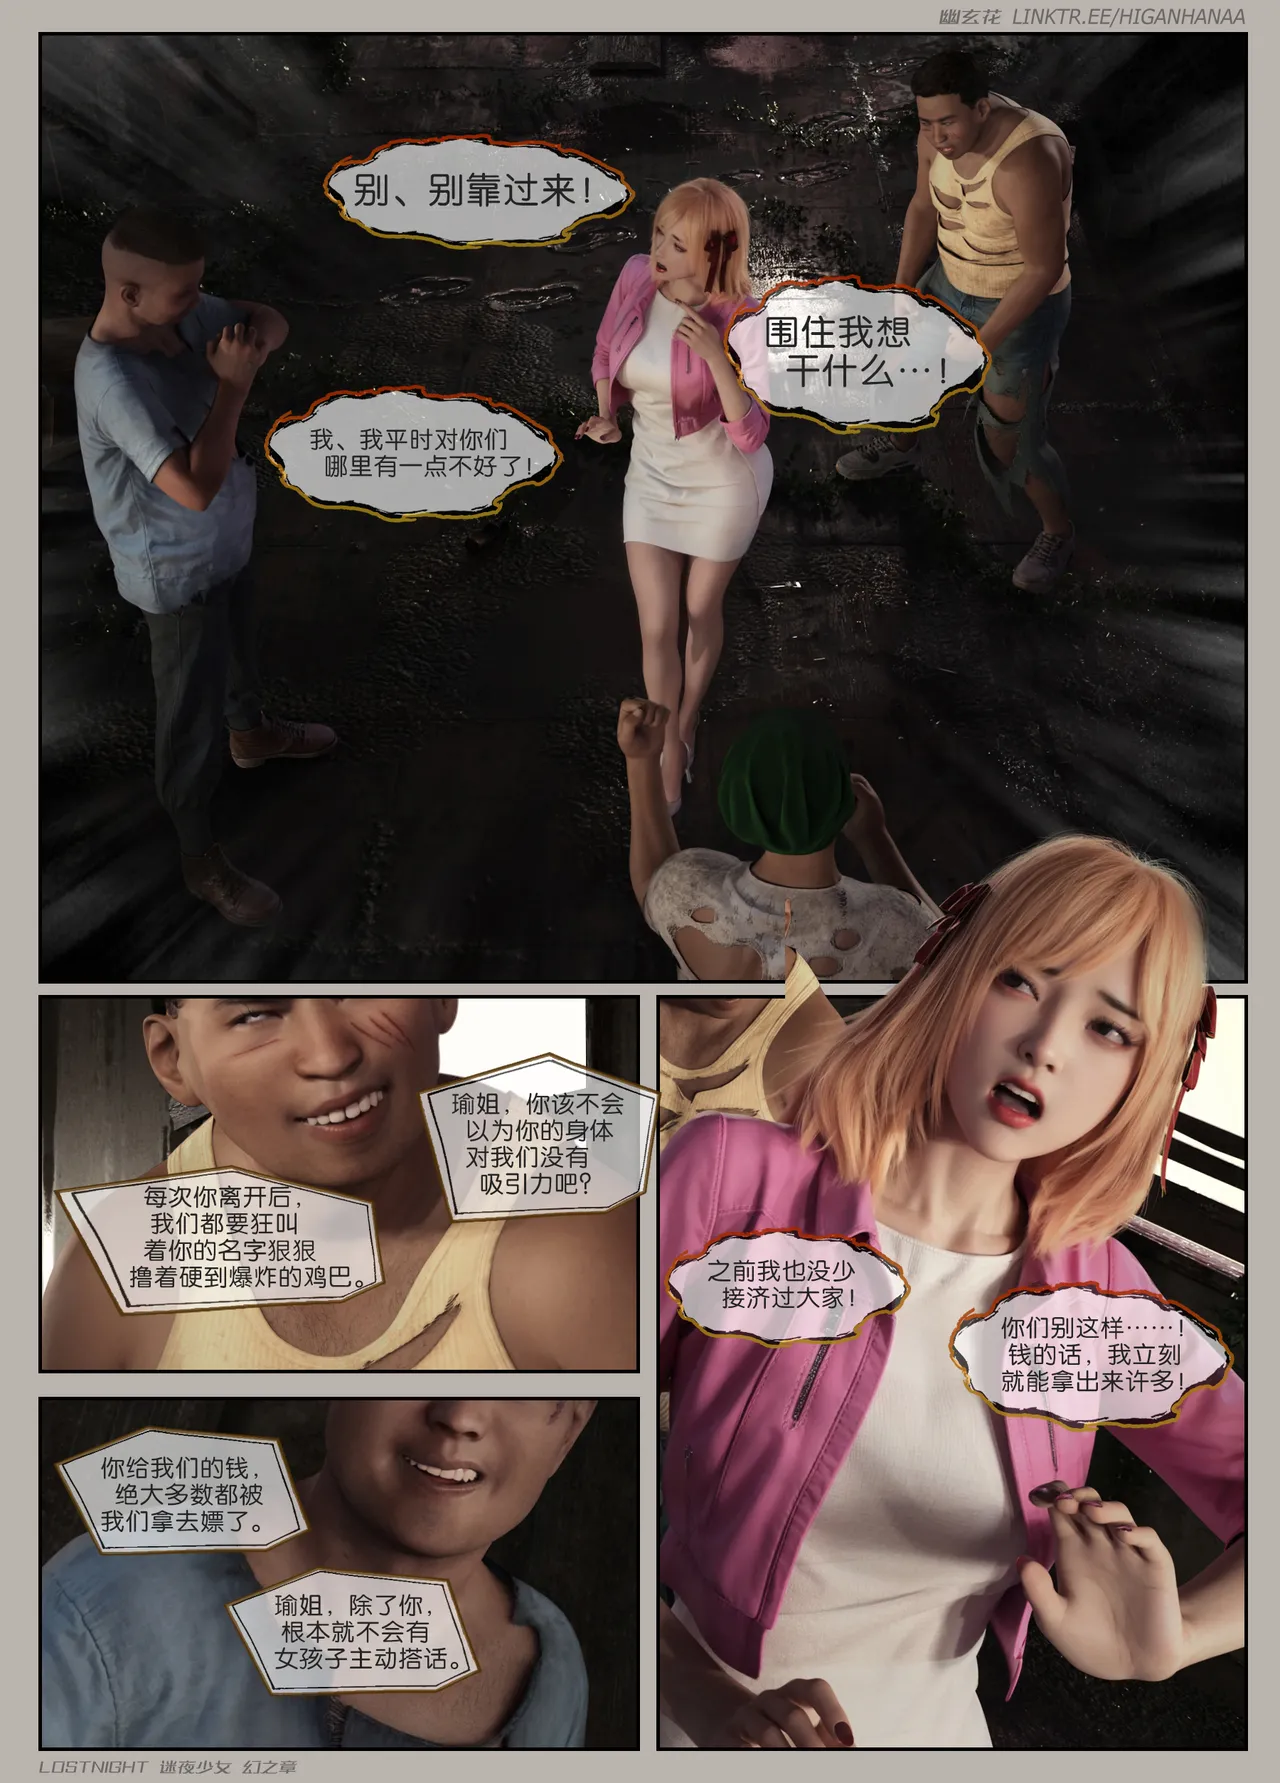 幽玄花 LINKTR.EE/HIGANHANAA
别、别靠过来！
围住我想
干什么…！
我、我平时对你们
哪里有一点不好了！
瑜姐，你该不会
以为你的身体
对我们没有
吸引力吧？
每次你离开后，
我们都要狂叫
着你的名字狠狠
撸着硬到爆炸的鸡巴。
之前我也没少
接济过大家！
你们别这样……！
钱的话，我立刻
就能拿出来许多！
你给我们的钱，
绝大多数都被
我们拿去嫖了。
瑜姐，除了你，
根本就不会有
女孩子主动搭话。
LOSTNIGHT 迷夜少女 幻之章